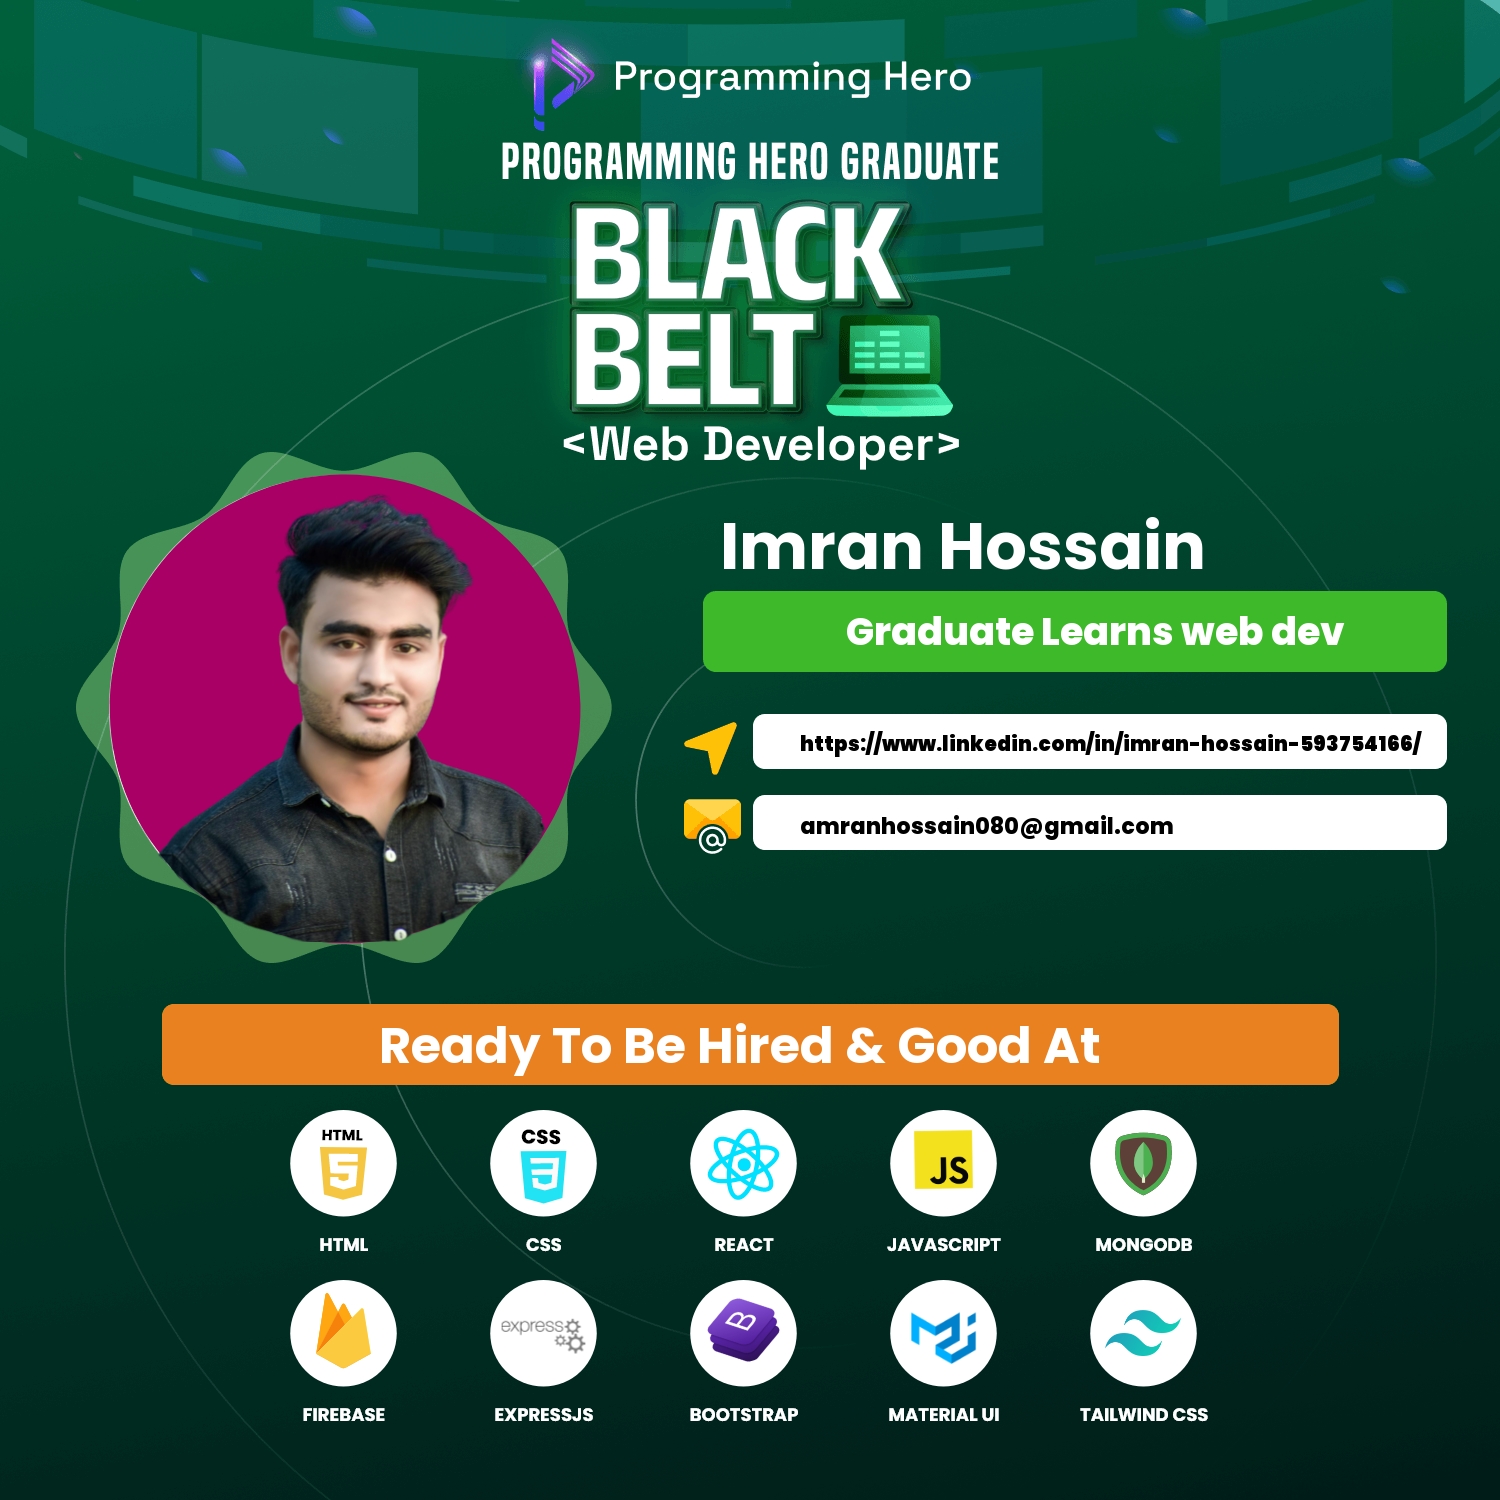 Programming Hero
PROGRAMMING HERO GRADUATE
BLACK
BELT
<Web Developer>
Imran Hossain
Graduate Learns web dev
https://www.linkedin.com/in/imran-hossain-593754166/
amranhossain080@gmail.com
Ready To Be Hired & Good At
HTML
5
CSS
3
JS
HTML
CSS
REACT
JAVASCRIPT
MONGODB
express
B
FIREBASE
EXPRESSJS
BOOTSTRAP
MATERIAL UI
TAILWIND CSS